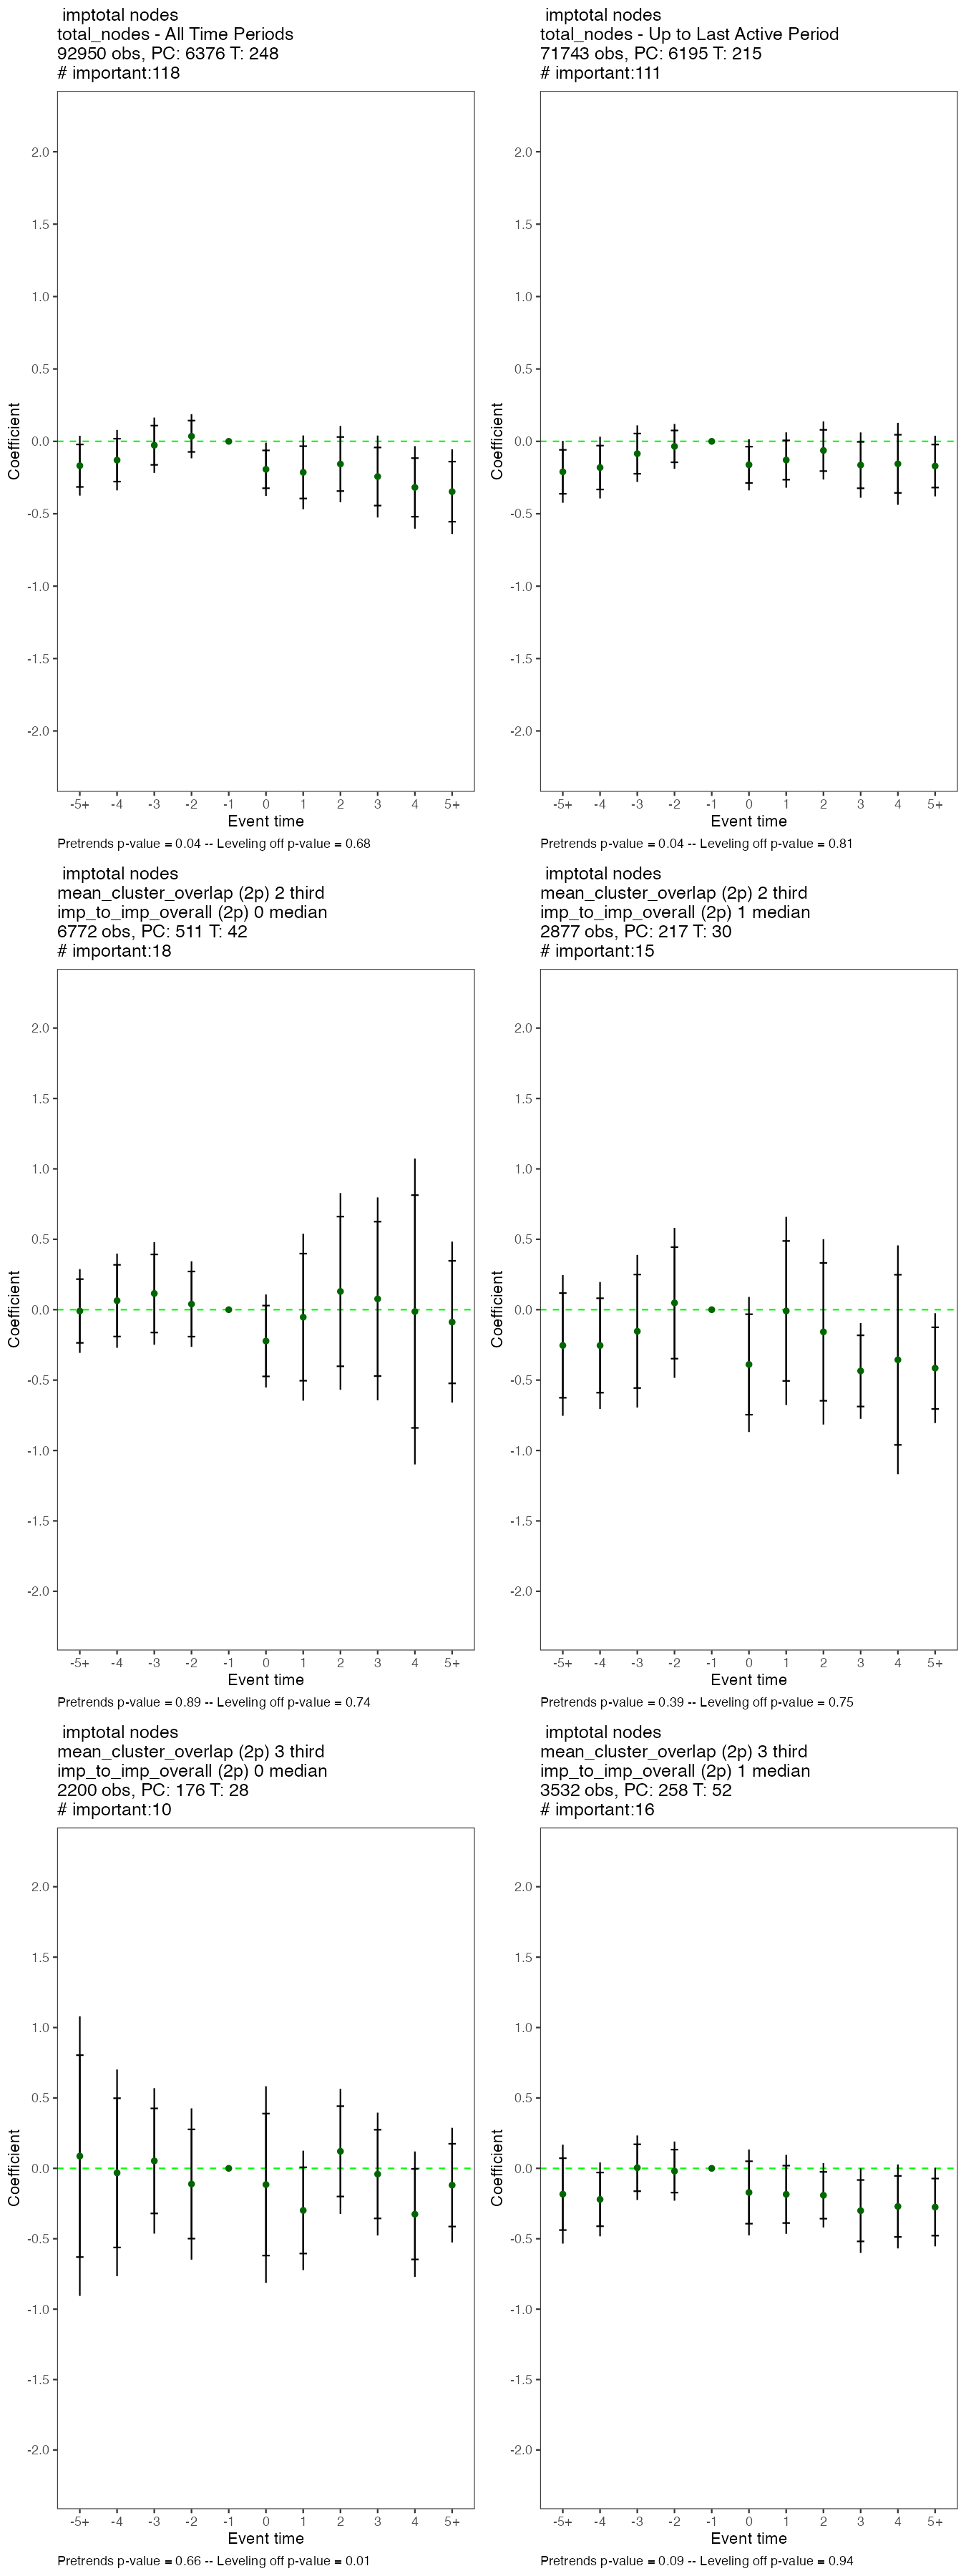 imptotal nodes
total_nodes - All Time Periods
92950 obs, PC: 6376 T: 248
# important:118
2.0
1.5
1.0
0.5
0.0
-0.5
-1.0
-1.5
-2.0
Coefficient
-5+ -4 -3 -2 -1 0 1 2 3 4 5+
Event time
Pretrends p-value = 0.04 -- Leveling off p-value = 0.68
imptotal nodes
total_nodes - Up to Last Active Period
71743 obs, PC: 6195 T: 215
# important:111
2.0
1.5
1.0
0.5
0.0
-0.5
-1.0
-1.5
-2.0
Coefficient
-5+ -4 -3 -2 -1 0 1 2 3 4 5+
Event time
Pretrends p-value = 0.04 -- Leveling off p-value = 0.81
imptotal nodes
mean_cluster_overlap (2p) 2 third
imp_to_imp_overall (2p) 0 median
6772 obs, PC: 511 T: 42
# important:18
2.0
1.5
1.0
0.5
0.0
-0.5
-1.0
-1.5
-2.0
Coefficient
-5+ -4 -3 -2 -1 0 1 2 3 4 5+
Event time
Pretrends p-value = 0.89 -- Leveling off p-value = 0.74
imptotal nodes
mean_cluster_overlap (2p) 2 third
imp_to_imp_overall (2p) 1 median
2877 obs, PC: 217 T: 30
# important:15
2.0
1.5
1.0
0.5
0.0
-0.5
-1.0
-1.5
-2.0
Coefficient
-5+ -4 -3 -2 -1 0 1 2 3 4 5+
Event time
Pretrends p-value = 0.39 -- Leveling off p-value = 0.75
imptotal nodes
mean_cluster_overlap (2p) 3 third
imp_to_imp_overall (2p) 0 median
2200 obs, PC: 176 T: 28
# important:10
2.0
1.5
1.0
0.5
0.0
-0.5
-1.0
-1.5
-2.0
Coefficient
-5+ -4 -3 -2 -1 0 1 2 3 4 5+
Event time
Pretrends p-value = 0.66 -- Leveling off p-value = 0.01
imptotal nodes
mean_cluster_overlap (2p) 3 third
imp_to_imp_overall (2p) 1 median
3532 obs, PC: 258 T: 52
# important:16
2.0
1.5
1.0
0.5
0.0
-0.5
-1.0
-1.5
-2.0
Coefficient
-5+ -4 -3 -2 -1 0 1 2 3 4 5+
Event time
Pretrends p-value = 0.09 -- Leveling off p-value = 0.94